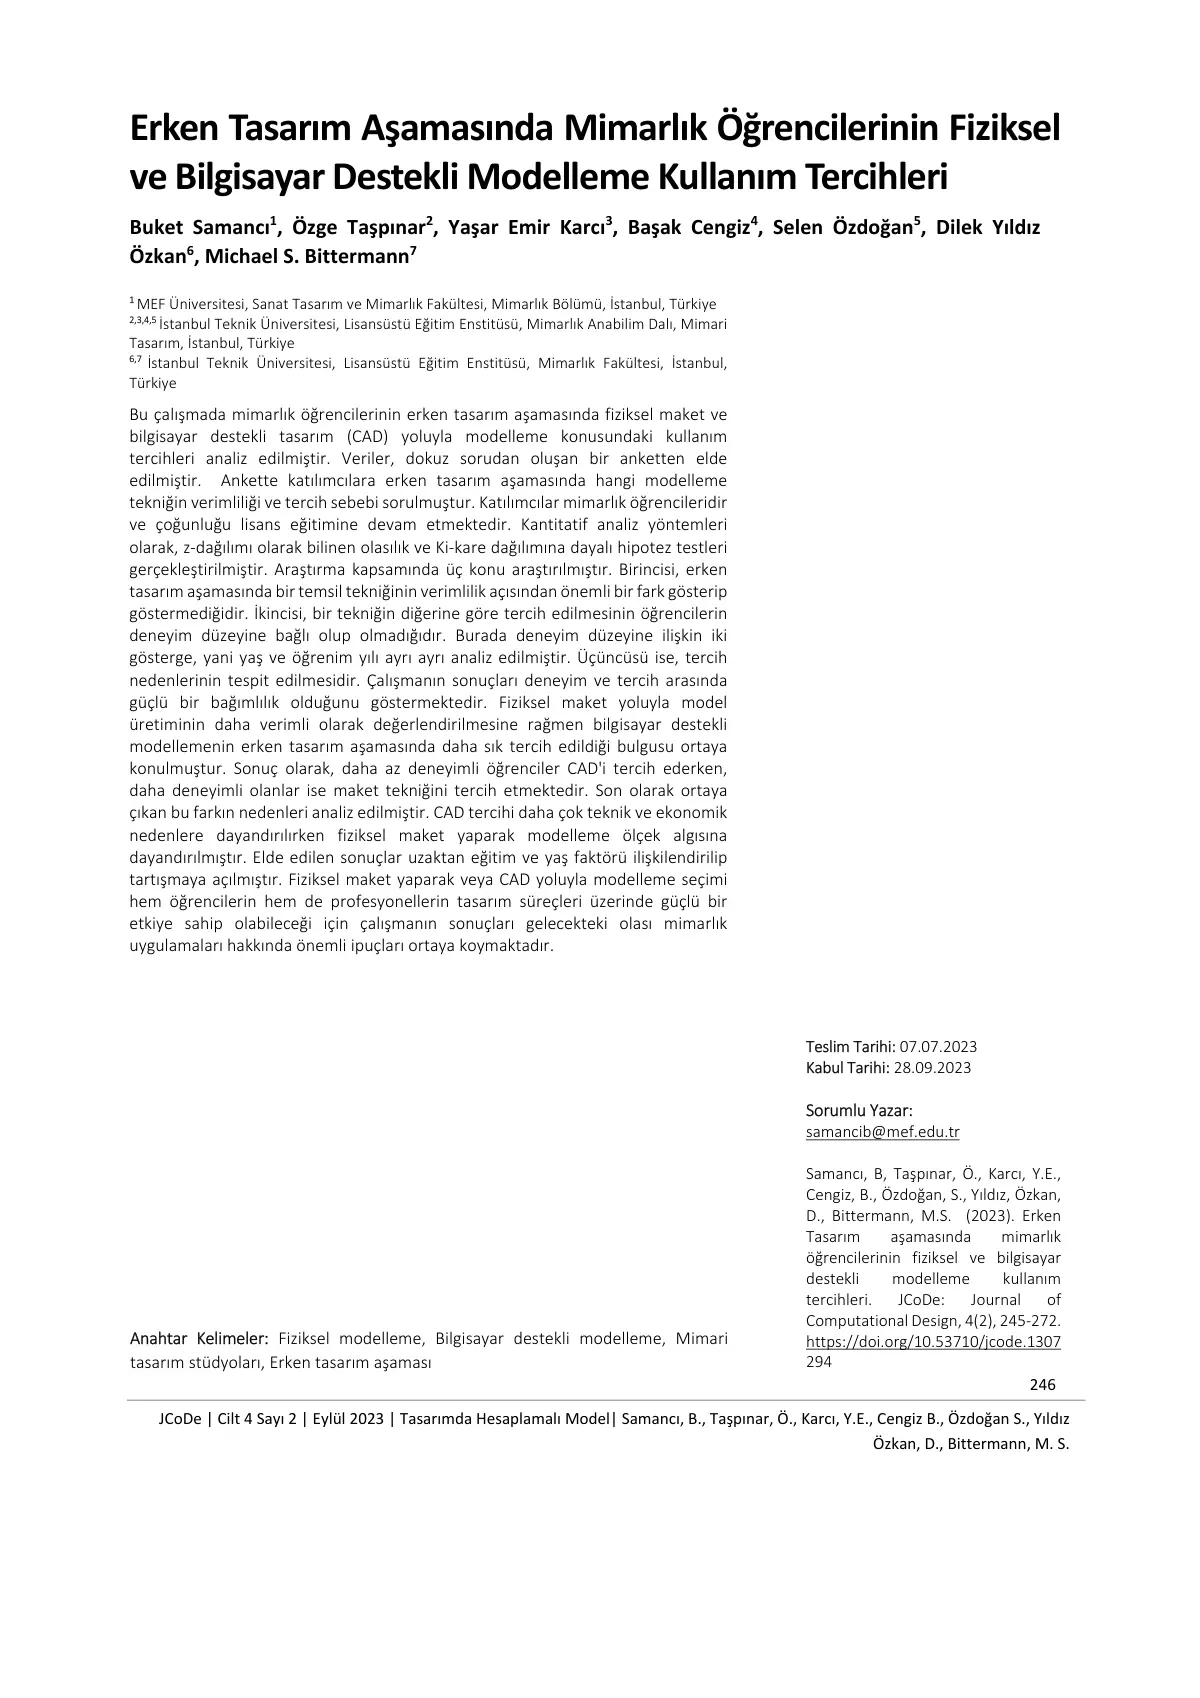 Erken Tasarım Aşamasında Mimarlık Öğrencilerinin Fiziksel
ve Bilgisayar Destekli Modelleme Kullanım Tercihleri
Buket Samancı1, Özge Taşpınar2, Yaşar Emir Karcı3, Başak Cengiz4, Selen Özdoğan5, Dilek Yıldız
Özkan6, Michael S. Bittermann7
1 MEF Üniversitesi, Sanat Tasarım ve Mimarlık Fakültesi, Mimarlık Bölümü, İstanbul, Türkiye
2,3,4,5 İstanbul Teknik Üniversitesi, Lisansüstü Eğitim Enstitüsü, Mimarlık Anabilim Dalı, Mimari
Tasarım, İstanbul, Türkiye
6,7 İstanbul Teknik Üniversitesi, Lisansüstü Eğitim Enstitüsü, Mimarlık Fakültesi, İstanbul,
Türkiye
Bu çalışmada mimarlık öğrencilerinin erken tasarım aşamasında fiziksel maket ve
bilgisayar destekli tasarım (CAD) yoluyla modelleme konusundaki kullanım
tercihleri analiz edilmiştir. Veriler, dokuz sorudan oluşan bir anketten elde
edilmiştir. Ankette katılımcılara erken tasarım aşamasında hangi modelleme
tekniğin verimliliği ve tercih sebebi sorulmuştur. Katılımcılar mimarlık öğrencileridir
ve çoğunluğu lisans eğitimine devam etmektedir. Kantitatif analiz yöntemleri
olarak, z-dağılımı olarak bilinen olasılık ve Ki-kare dağılımına dayalı hipotez testleri
gerçekleştirilmiştir. Araştırma kapsamında üç konu araştırılmıştır. Birincisi, erken
tasarım aşamasında bir temsil tekniğinin verimlilik açısından önemli bir fark gösterip
göstermediğidir. İkincisi, bir tekniğin diğerine göre tercih edilmesinin öğrencilerin
deneyim düzeyine bağlı olup olmadığıdır. Burada deneyim düzeyine ilişkin iki
gösterge, yani yaş ve öğrenim yılı ayrı ayrı analiz edilmiştir. Üçüncüsü ise, tercih
nedenlerinin tespit edilmesidir. Çalışmanın sonuçları deneyim ve tercih arasında
güçlü bir bağımlılık olduğunu göstermektedir. Fiziksel maket yoluyla model
üretiminin daha verimli olarak değerlendirilmesine rağmen bilgisayar destekli
modellemenin erken tasarım aşamasında daha sık tercih edildiği bulgusu ortaya
konulmuştur. Sonuç olarak, daha az deneyimli öğrenciler CAD'i tercih ederken,
daha deneyimli olanlar ise maket tekniğini tercih etmektedir. Son olarak ortaya
çıkan bu farkın nedenleri analiz edilmiştir. CAD tercihi daha çok teknik ve ekonomik
nedenlere dayandırılırken fiziksel maket yaparak modelleme ölçek algısına
dayandırılmıştır. Elde edilen sonuçlar uzaktan eğitim ve yaş faktörü ilişkilendirilip
tartışmaya açılmıştır. Fiziksel maket yaparak veya CAD yoluyla modelleme seçimi
hem öğrencilerin hem de profesyonellerin tasarım süreçleri üzerinde güçlü bir
etkiye sahip olabileceği için çalışmanın sonuçları gelecekteki olası mimarlık
uygulamaları hakkında önemli ipuçları ortaya koymaktadır.
Teslim Tarihi: 07.07.2023
Kabul Tarihi: 28.09.2023
Sorumlu Yazar:
samancib@mef.edu.tr
Samancı, B, Taşpınar, Ö., Karcı, Y.E.,
Cengiz, B., Özdoğan, S., Yıldız, Özkan,
D., Bittermann, M.S. (2023). Erken
Tasarım aşamasında mimarlık
öğrencilerinin fiziksel ve bilgisayar
destekli modelleme kullanım
tercihleri. JCoDe: Journal of
Computational Design, 4(2), 245-272.
https://doi.org/10.53710/jcode.1307
294
Anahtar Kelimeler: Fiziksel modelleme, Bilgisayar destekli modelleme, Mimari
tasarım stüdyoları, Erken tasarım aşaması
246
JCoDe | Cilt 4 Sayı 2 | Eylül 2023 | Tasarımda Hesaplamalı Model| Samancı, B., Taşpınar, Ö., Karcı, Y.E., Cengiz B., Özdoğan S., Yıldız
Özkan, D., Bittermann, M. S.